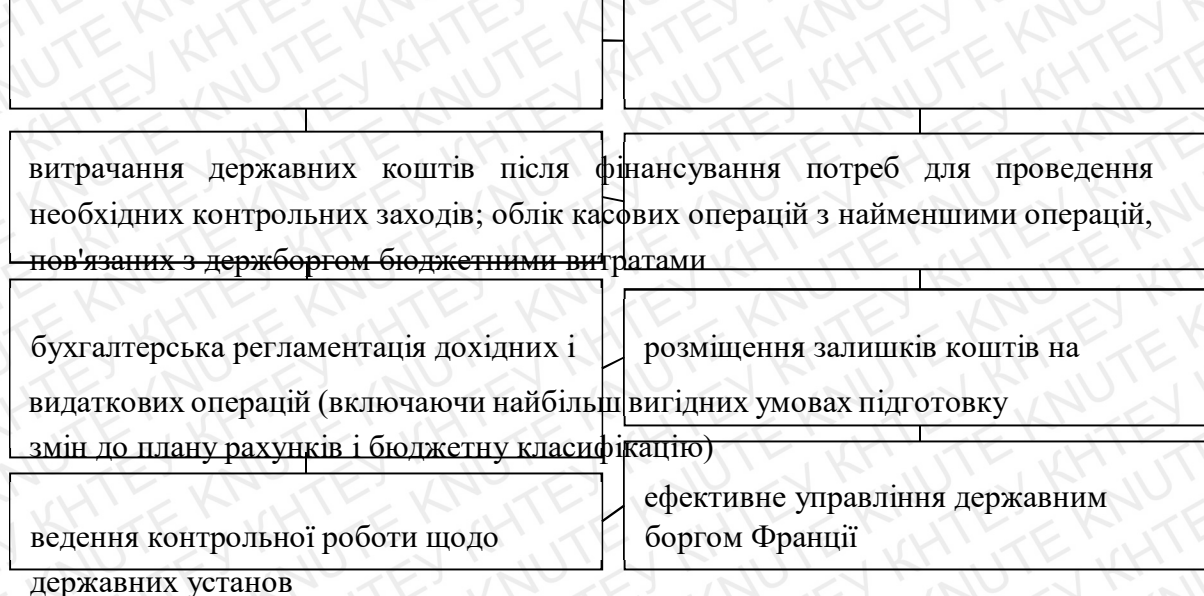 витрачання державних коштів після фінансування потреб для проведення
необхідних контрольних заходів; облік касових операцій з найменшими операцій,
пов'язаних з держборгом бюджетними витратами
бухгалтерська регламентація дохідних і
розміщення залишків коштів на
видаткових операцій (включаючи найбільш вигідних умовах підготовку
змін до плану рахунків і бюджетну класифікацію)
ефективне управління державним
боргом Франції
ведення контрольної роботи щодо
державних установ